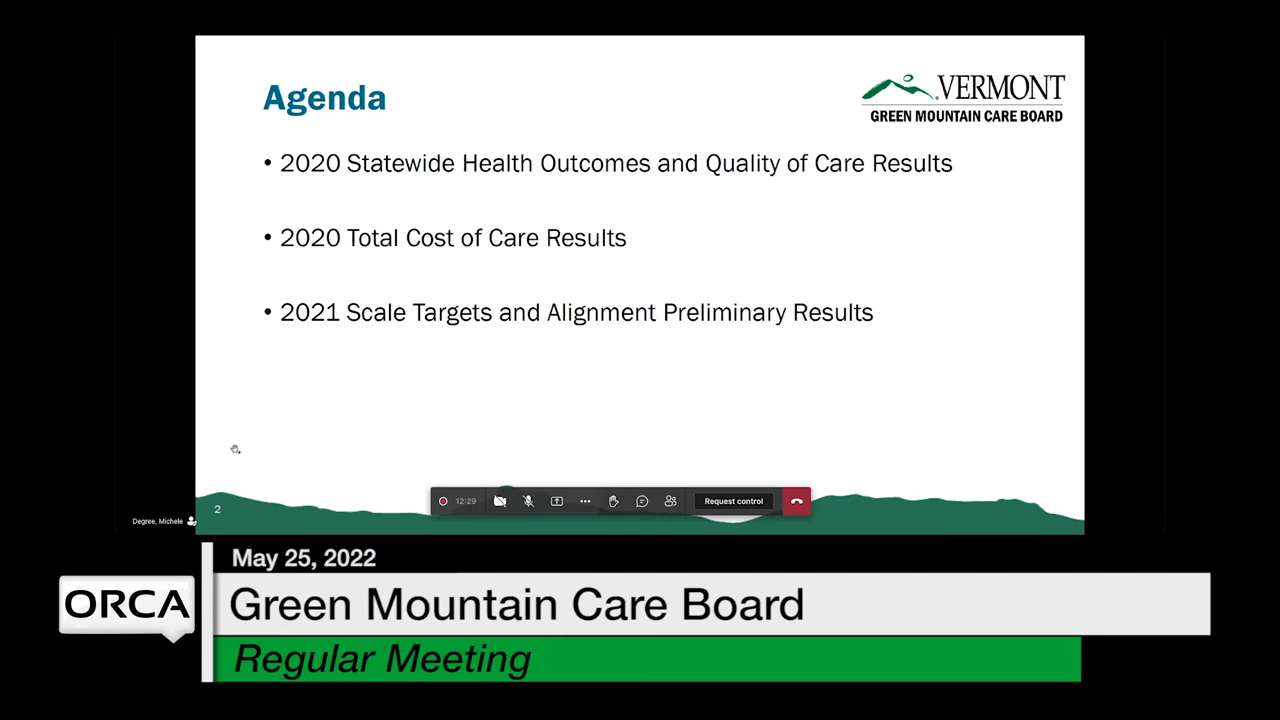 Agenda
VERMONT
GREEN MOUNTAIN CARE BOARD
• 2020 Statewide Health Outcomes and Quality of Care Results
• 2020 Total Cost of Care Results
• 2021 Scale Targets and Alignment Preliminary Results
12:29
Request control
2
Degree, Michele
May 25, 2022
ORCA
Green Mountain Care Board
Regular Meeting